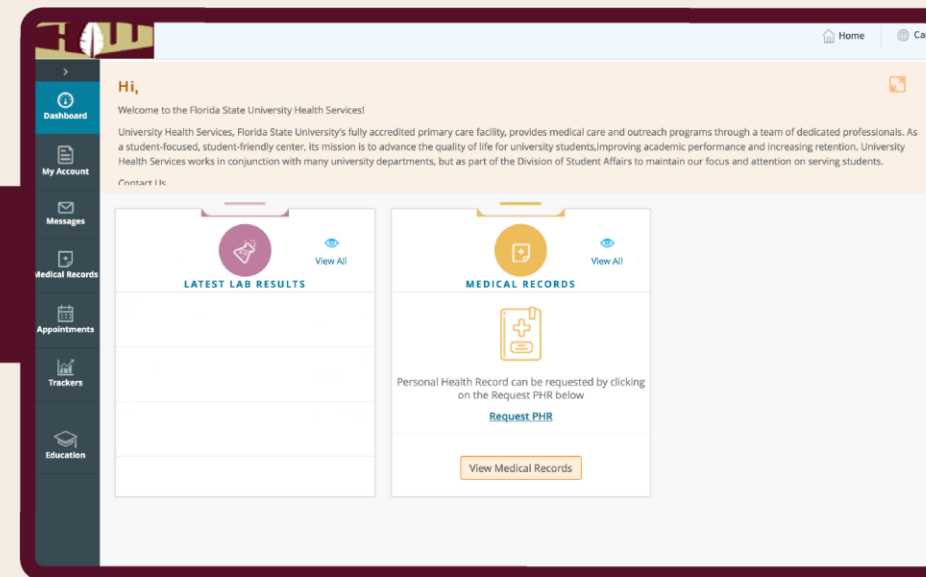 Home
Ca
Dashboard
My Account
Messages
Medical Records
Appointments
Trackers
Education
Hi,
Welcome to the Florida State University Health Services!
University Health Services, Florida State University's fully accredited primary care facility, provides medical care and outreach programs through a team of dedicated professionals. As
a student-focused, student-friendly center, its mission is to advance the quality of life for university students,improving academic performance and increasing retention. University
Health Services works in conjunction with many university departments, but as part of the Division of Student Affairs to maintain our focus and attention on serving students.
Contact Us
View All
LATEST LAB RESULTS
View All
MEDICAL RECORDS
Personal Health Record can be requested by clicking
on the Request PHR below
Request PHR
View Medical Records